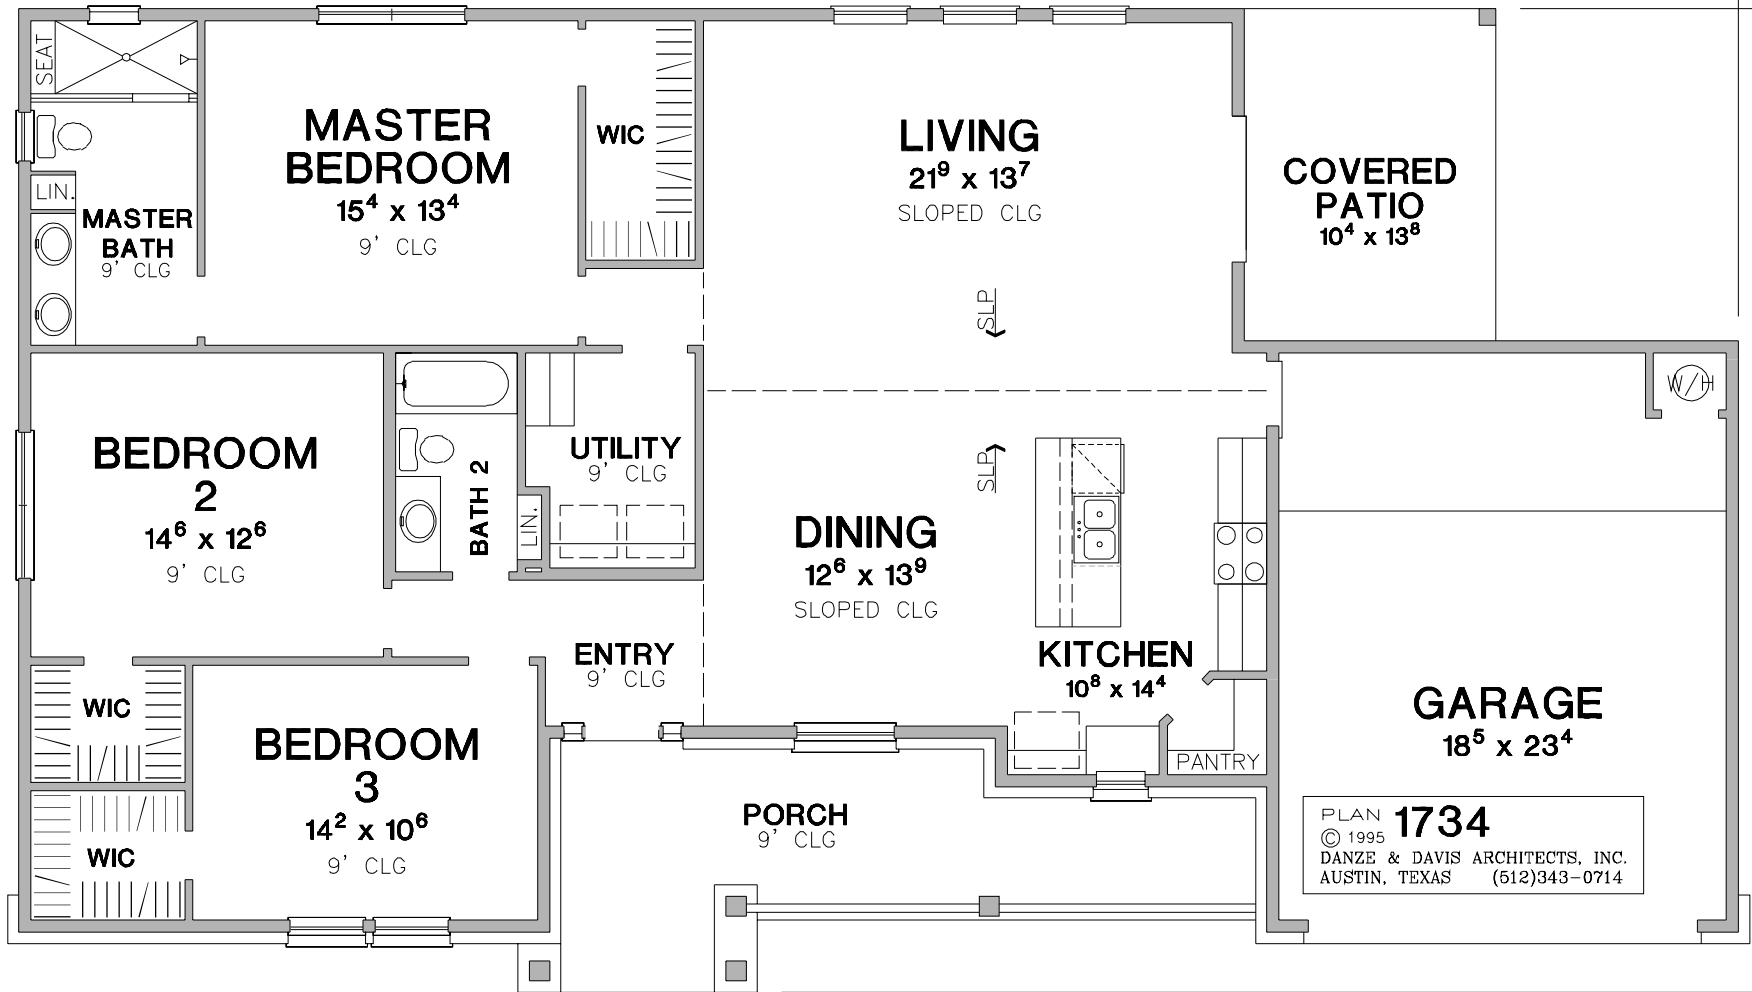 SEAT
MASTER
BEDROOM
15⁴ x 13⁴
9' CLG
WIC
LIVING
21⁹ x 13⁷
SLOPED CLG
COVERED
PATIO
10⁴ x 13⁸
LIN.
MASTER
BATH
9' CLG
SLP
W/H
BEDROOM
2
14⁶ x 12⁶
9' CLG
BATH 2
UTILITY
9' CLG
LIN.
SLP
DINING
12⁶ x 13⁹
SLOPED CLG
KITCHEN
10⁸ x 14⁴
ENTRY
9' CLG
WIC
BEDROOM
3
14² x 10⁶
9' CLG
WIC
PANTRY
GARAGE
18⁵ x 23⁴
PORCH
9' CLG
PLAN 1734
© 1995
DANZE & DAVIS ARCHITECTS, INC.
AUSTIN, TEXAS (512)343-0714